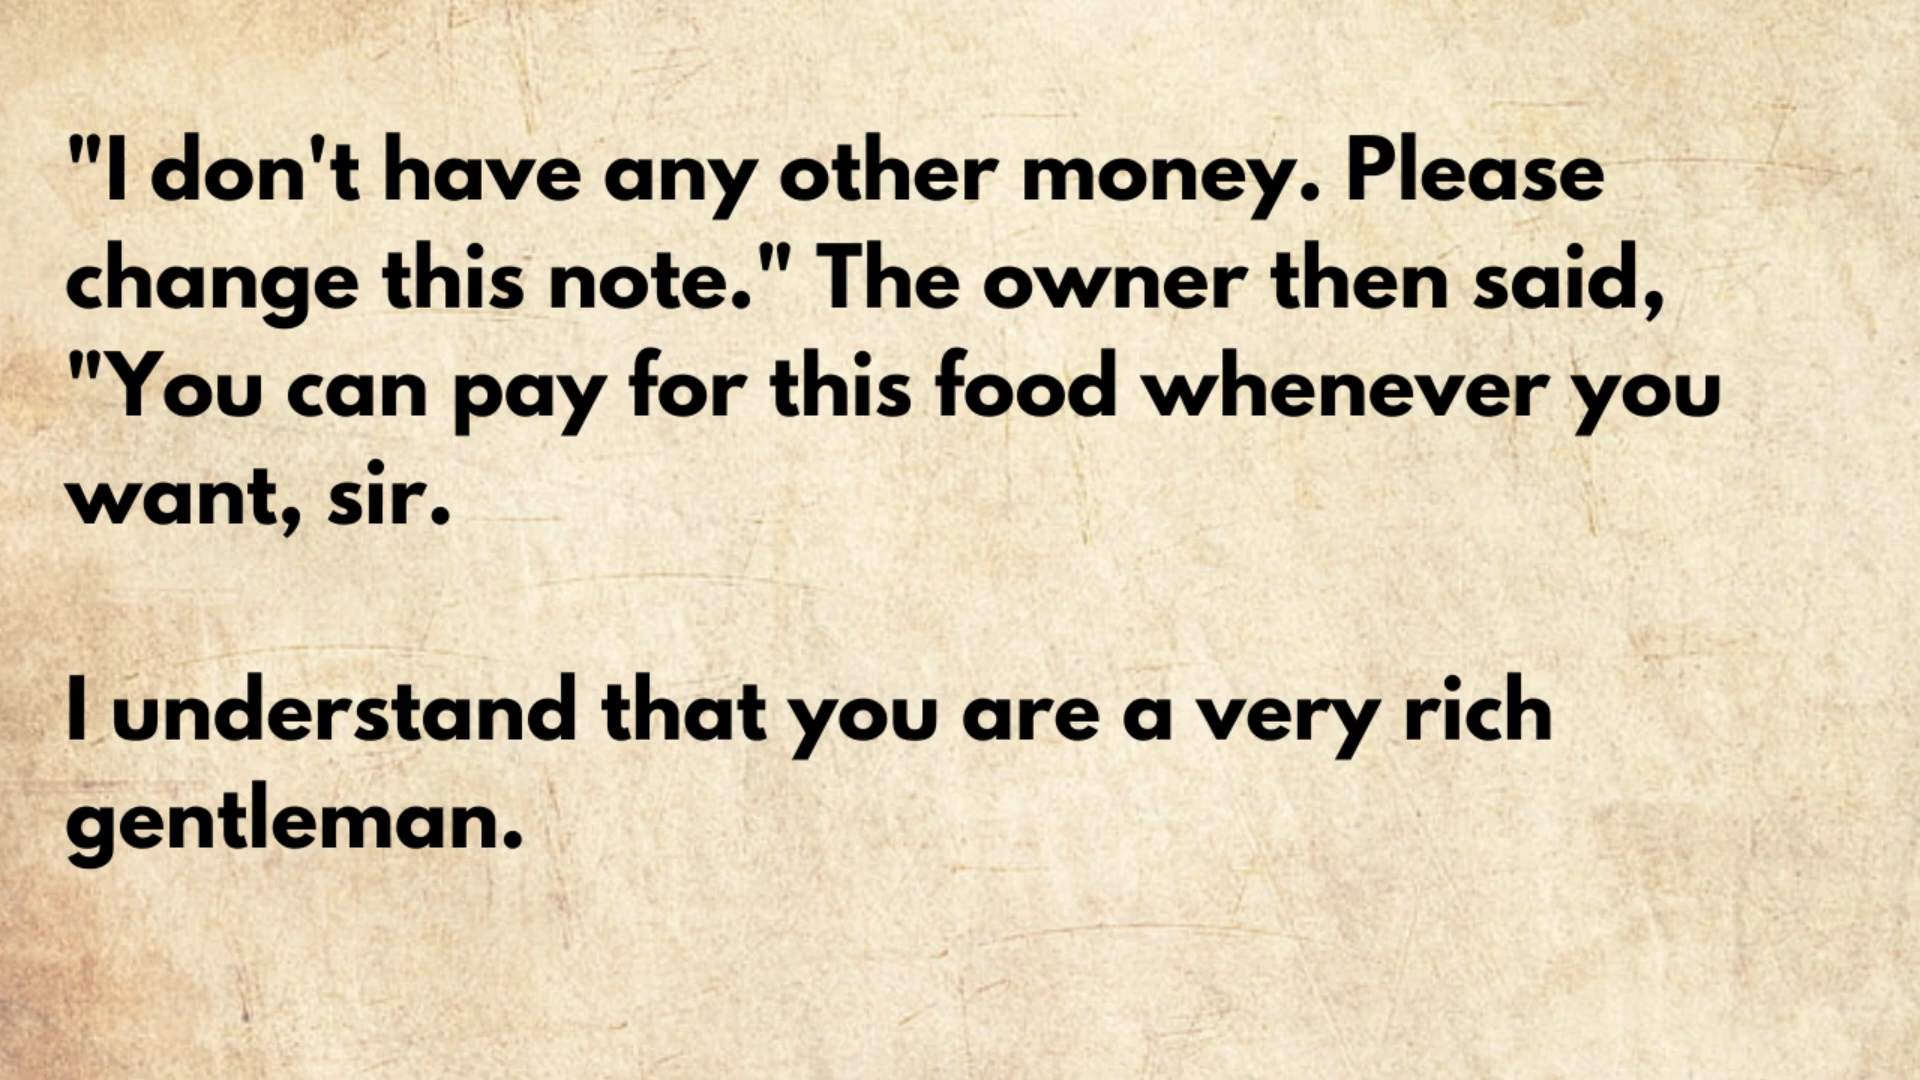 "I don't have any other money. Please
change this note." The owner then said,
"You can pay for this food whenever you
want, sir.
I understand that you are a very rich
gentleman.